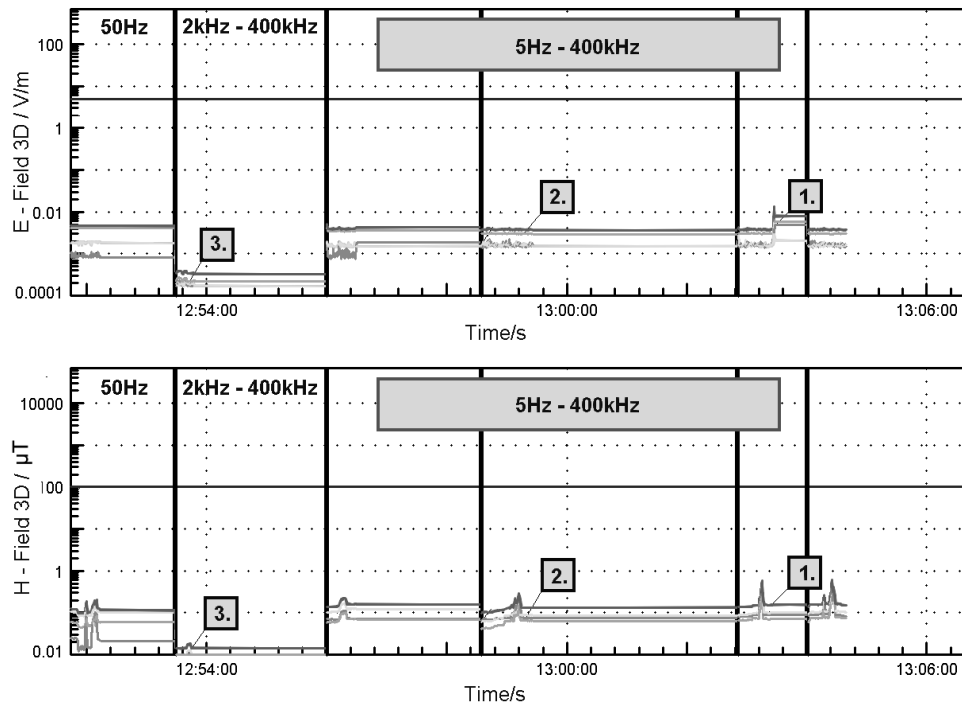 50Hz
2kHz - 400kHz
5Hz - 400kHz
100
E - Field 3D / V/m
1
2.
1.
0.01
3.
0.0001
12:54:00
13:00:00
13:06:00
Time/s
50Hz
2kHz - 400kHz
5Hz - 400kHz
10000
H - Field 3D / µT
100
1
2.
1.
3.
0.01
12:54:00
13:00:00
13:06:00
Time/s